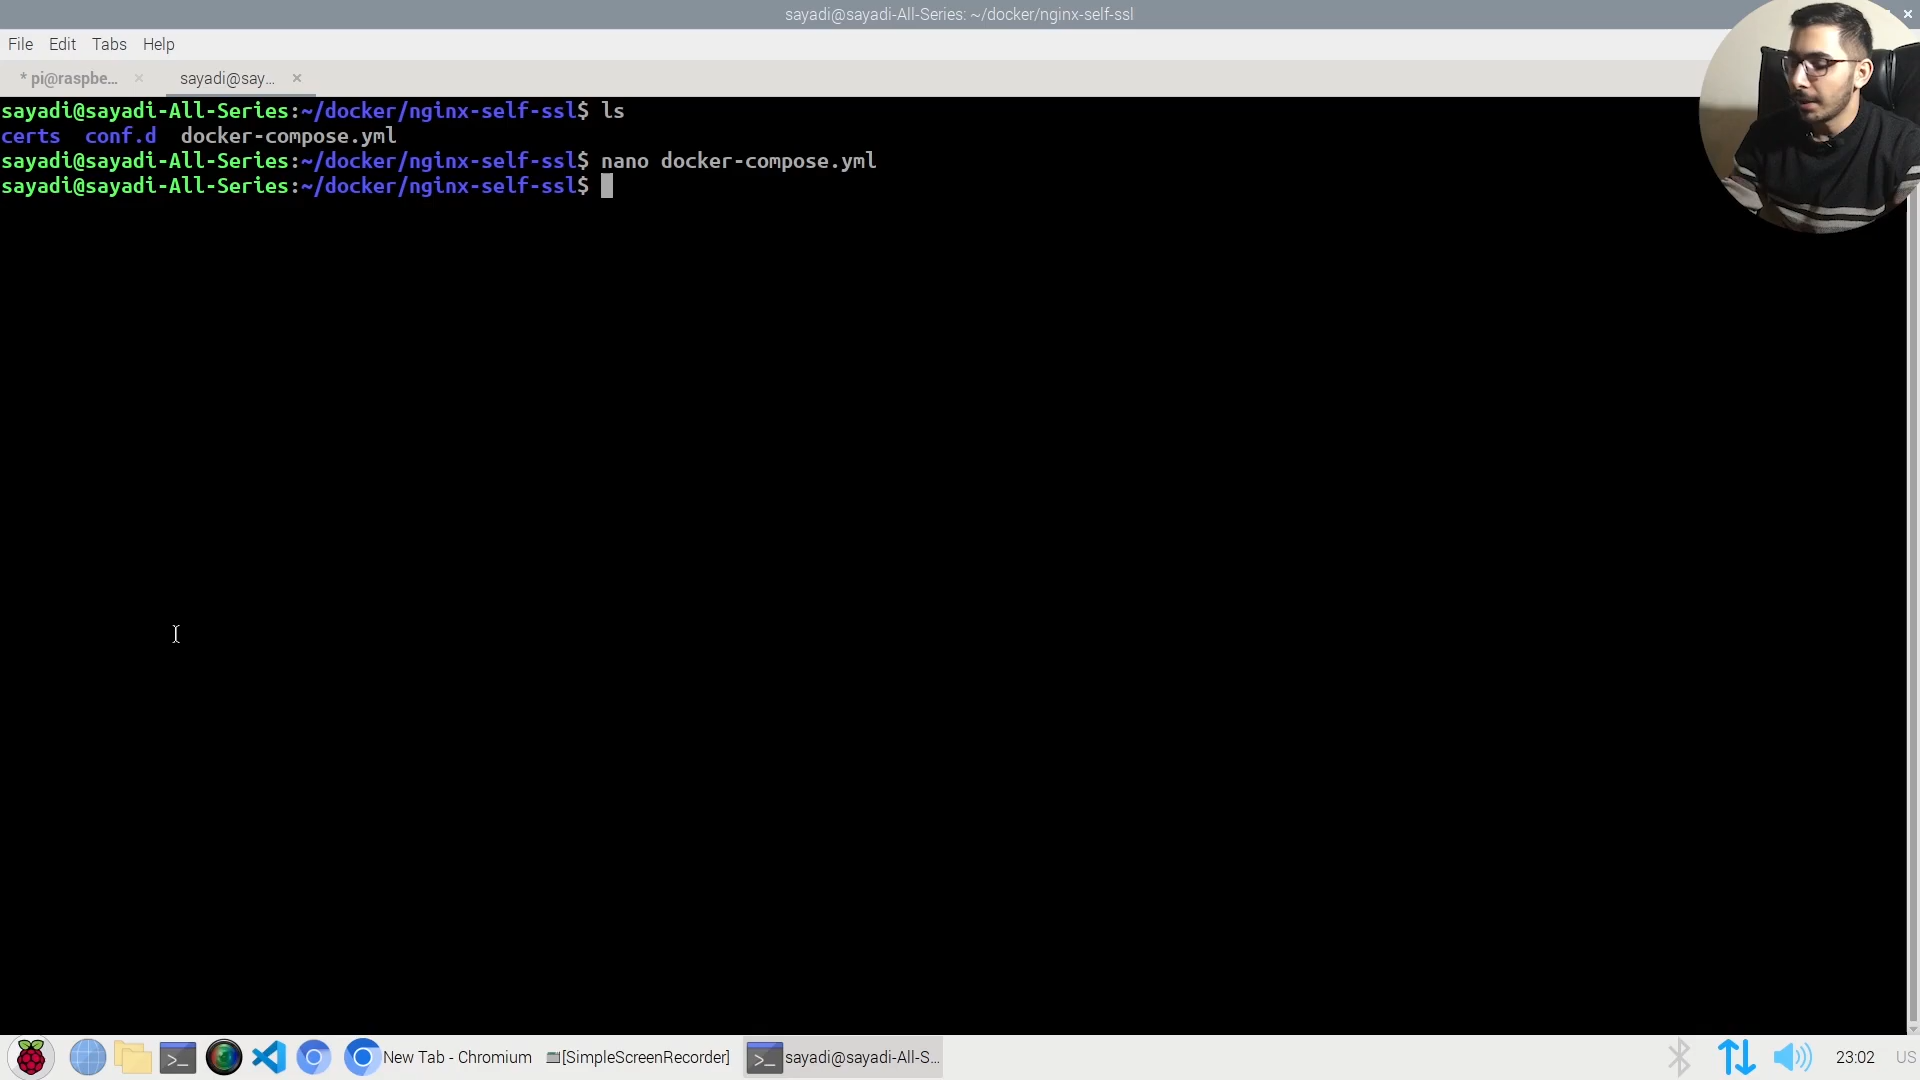 sayadi@sayadi-All-Series: ~/docker/nginx-self-ssl
File Edit Tabs Help
* pi@raspbe...
sayadi@say...
sayadi@sayadi-All-Series:~/docker/nginx-self-ssl$ ls
certs conf.d docker-compose.yml
sayadi@sayadi-All-Series:~/docker/nginx-self-ssl$ nano docker-compose.yml
sayadi@sayadi-All-Series:~/docker/nginx-self-ssl$
New Tab - Chromium [SimpleScreenRecorder] sayadi@sayadi-All-S... 23:02 US